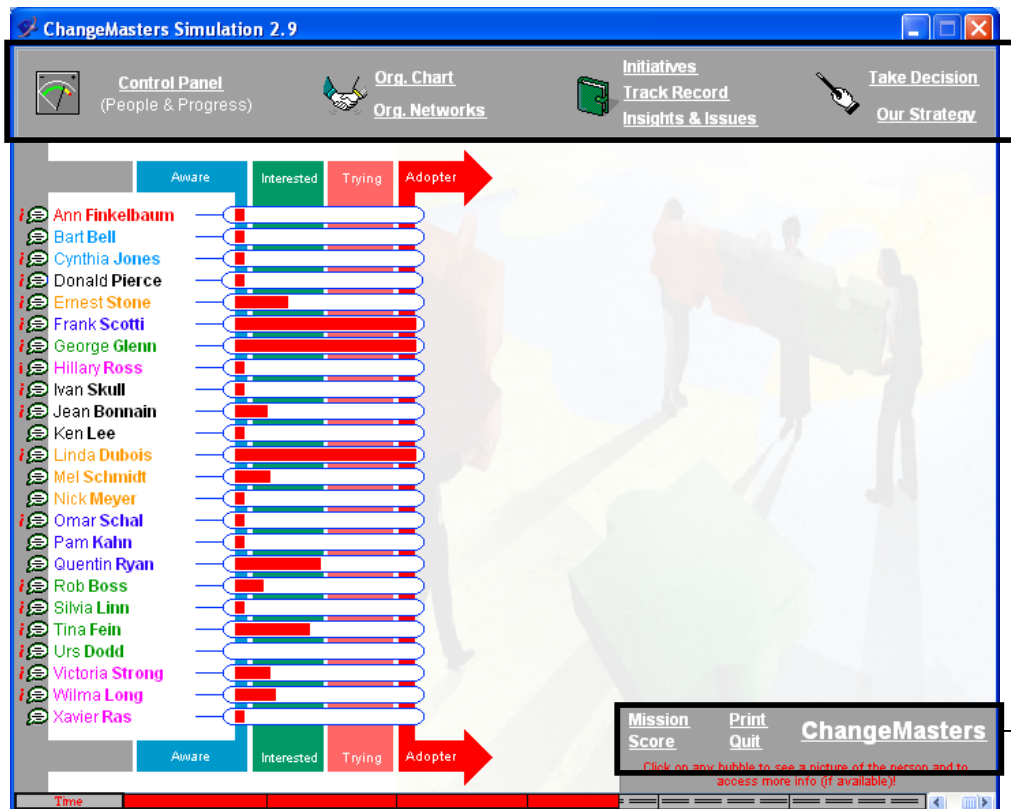 ChangeMasters Simulation 2.9
Control Panel
(People & Progress)
Org. Chart
Org. Networks
Initiatives
Track Record
Insights & Issues
Take Decision
Our Strategy
Aware Interested Trying Adopter
i Ann Finkelbaum
Bart Bell
i Cynthia Jones
Donald Pierce
i Ernest Stone
i Frank Scotti
i George Glenn
i Hillary Ross
i Ivan Skull
i Jean Bonnain
Ken Lee
i Linda Dubois
Mel Schmidt
Nick Meyer
i Omar Schal
Pam Kahn
Quentin Ryan
i Rob Boss
i Silvia Linn
i Tina Fein
i Urs Dodd
i Victoria Strong
i Wilma Long
Xavier Ras
Aware Interested Trying Adopter
Mission Print
Score Quit
ChangeMasters
Click on any bubble to see a picture of the person and to
access more info (if available)!
Time